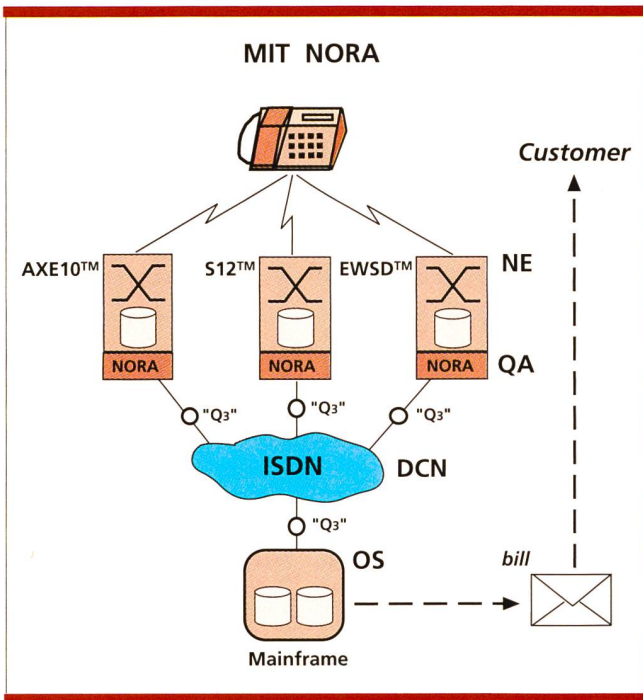 MIT NORA
Customer
AXE10™
S12™
EWSD™
NE
NORA
NORA
NORA
QA
"Q3"
"Q3"
"Q3"
ISDN
DCN
"Q3"
OS
bill
Mainframe